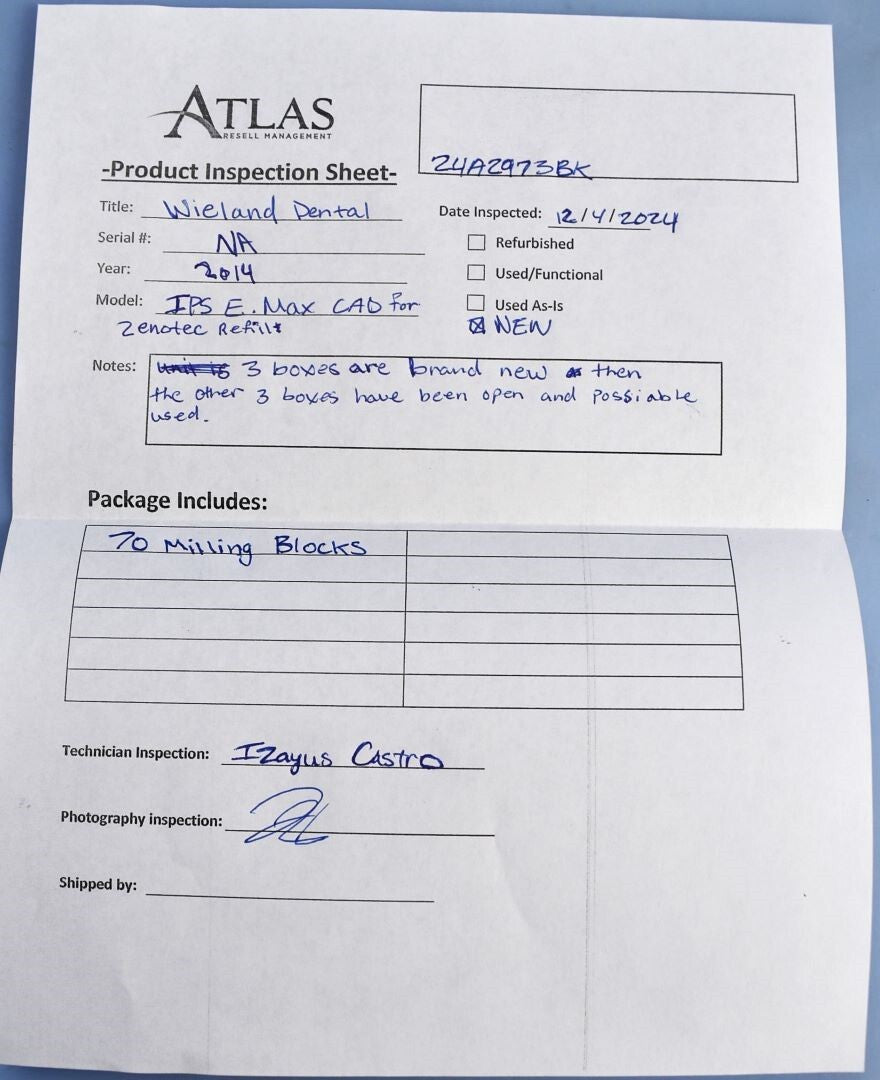 ATLAS
RESELL MANAGEMENT
24A2973BK
-Product Inspection Sheet-
Title: Wieland Dental
Date Inspected: 12/4/2024
Serial #: NA
Refurbished
Year: 2014
Used/Functional
Model: IPS E.Max CAD for
Used As-Is
Zenotec Refill
NEW
Notes: 3 boxes are brand new then
the other 3 boxes have been open and possiable
used.
Package Includes:
70 Milling Blocks
Technician Inspection: Izayus Castro
Photography inspection:
Shipped by: